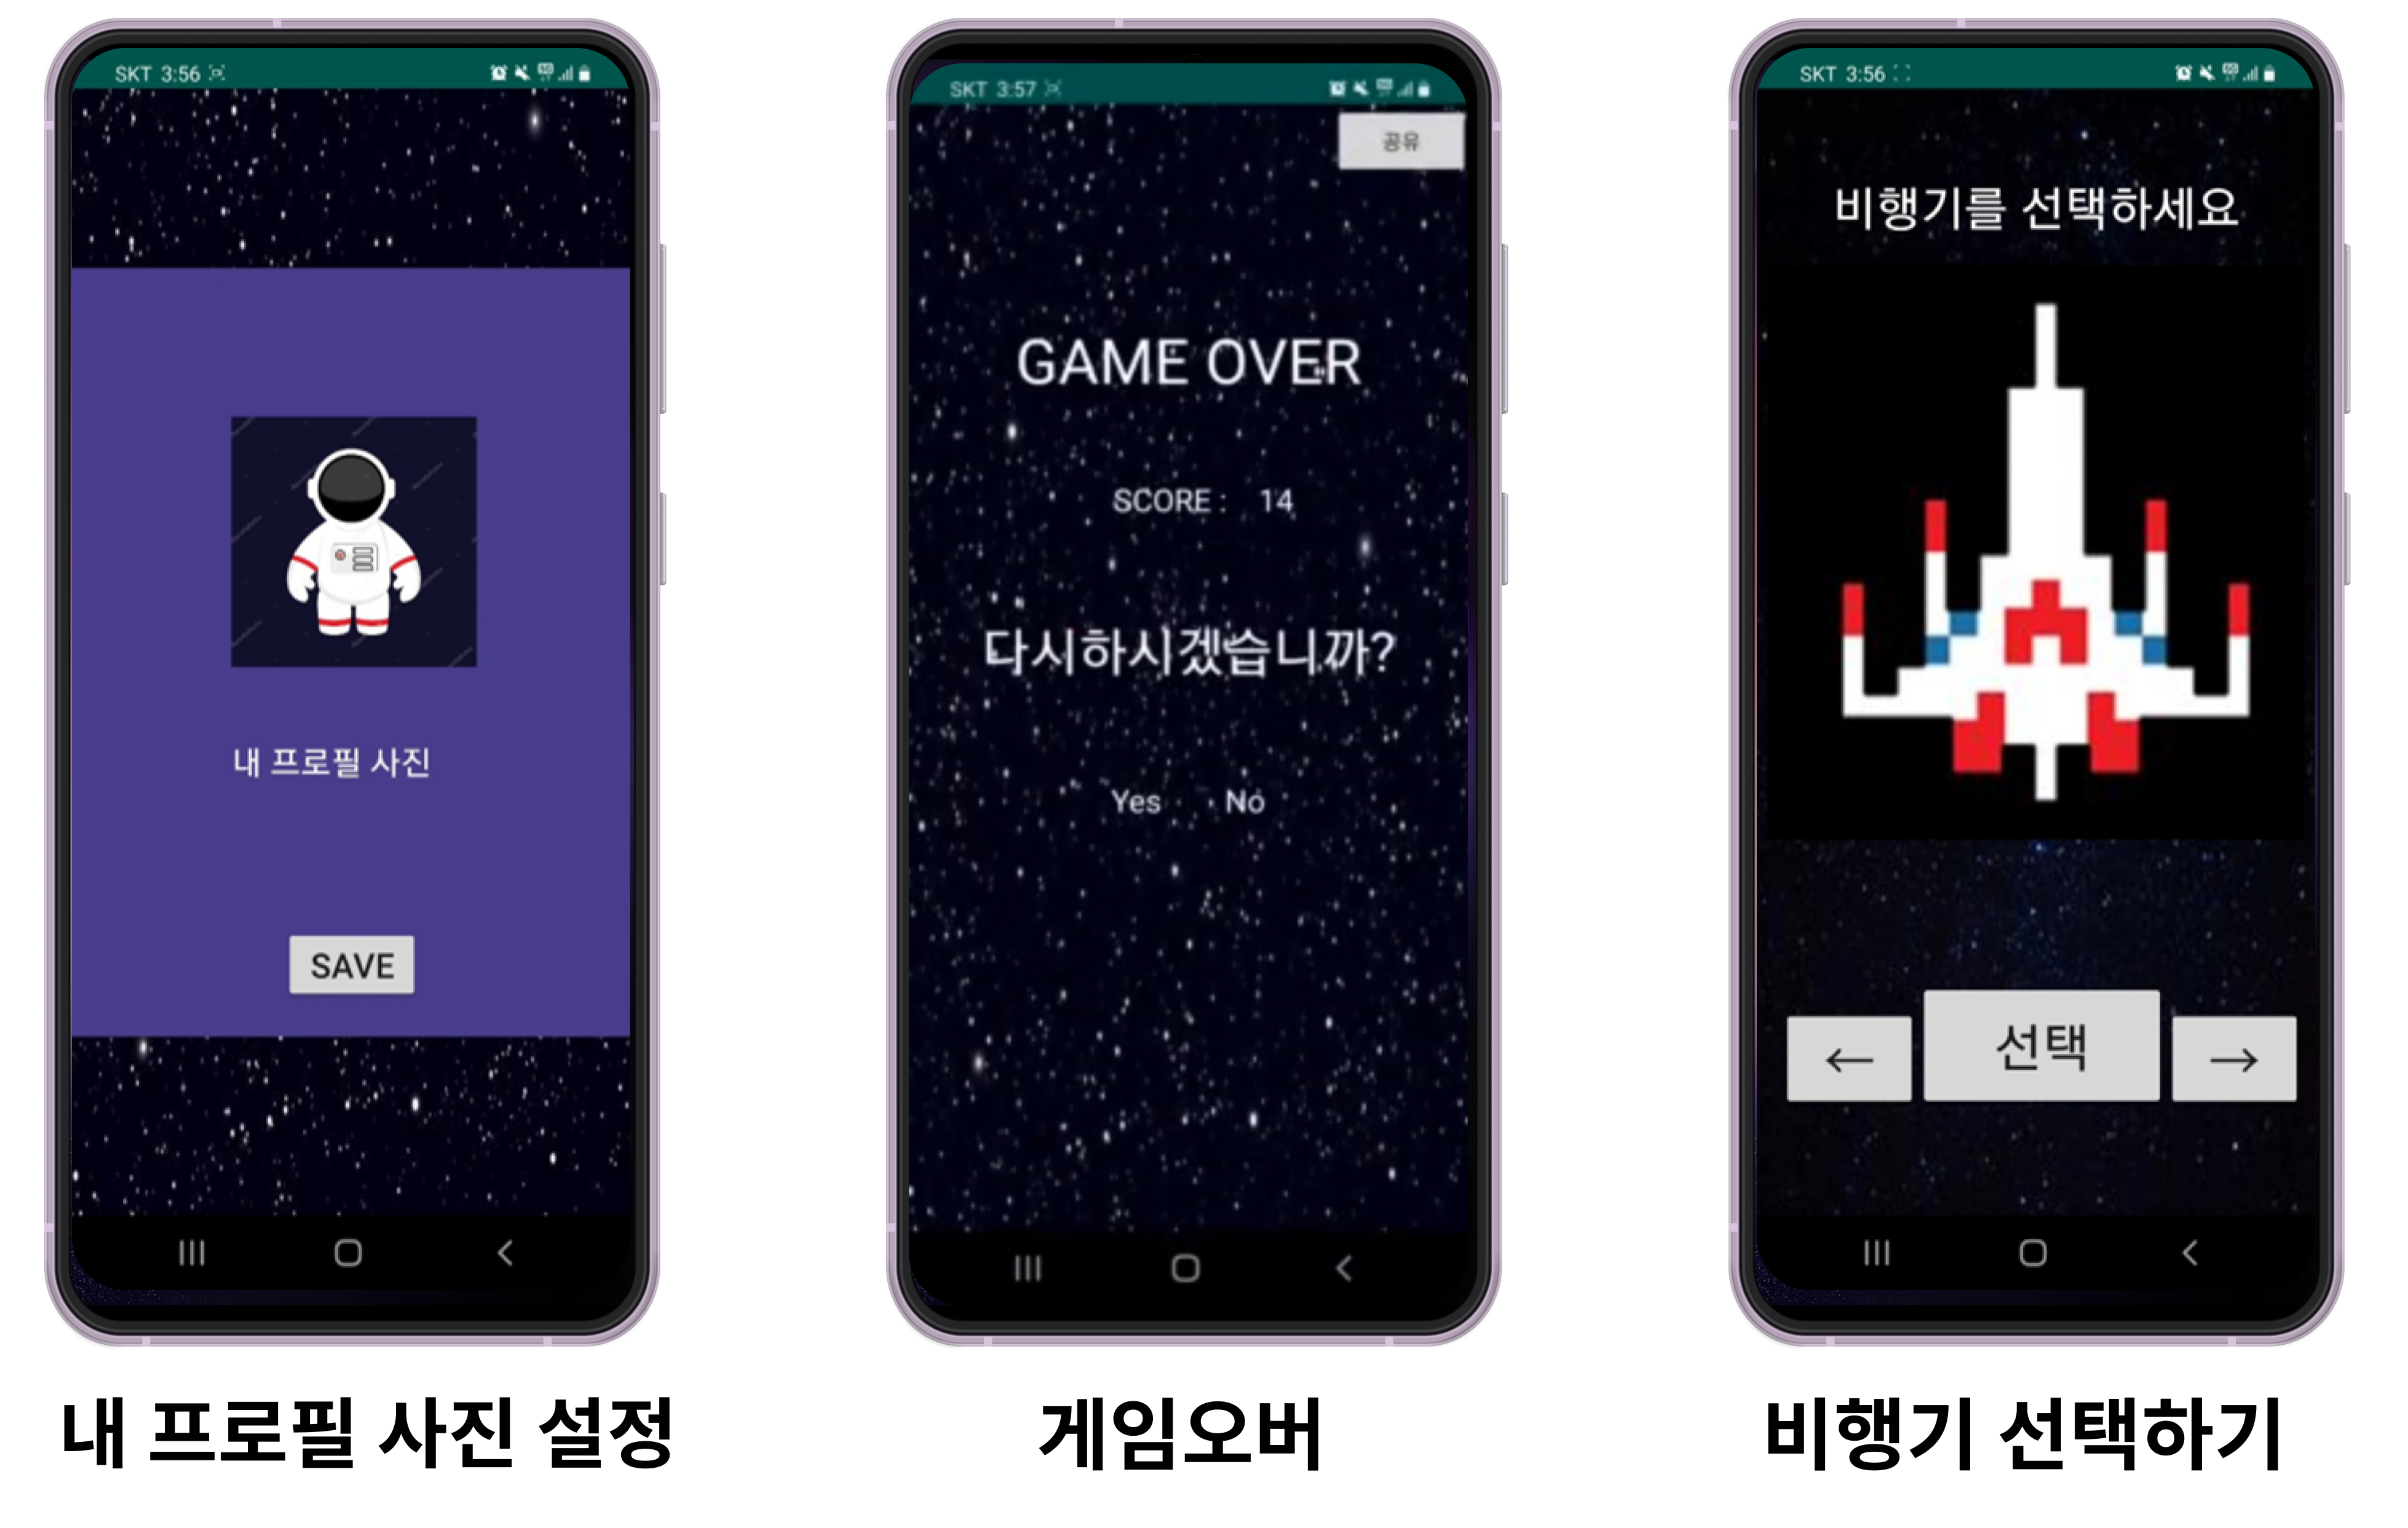 SKT 3:56
내 프로필 사진
SAVE
내 프로필 사진 설정
SKT 3:57
공유
GAME OVER
SCORE : 14
다시하시겠습니까?
Yes No
게임오버
SKT 3:56
비행기를 선택하세요
← 선택 →
비행기 선택하기